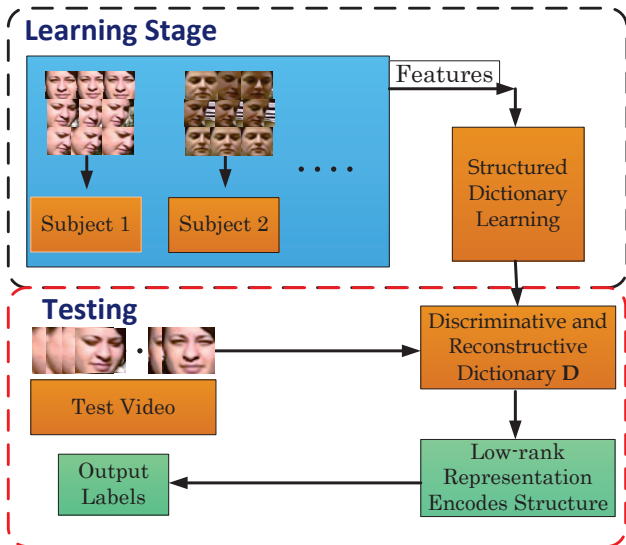 Learning Stage
Features
Subject 1
Subject 2
Structured
Dictionary
Learning
Testing
Test Video
Discriminative and
Reconstructive
Dictionary D
Output
Labels
Low-rank
Representation
Encodes Structure